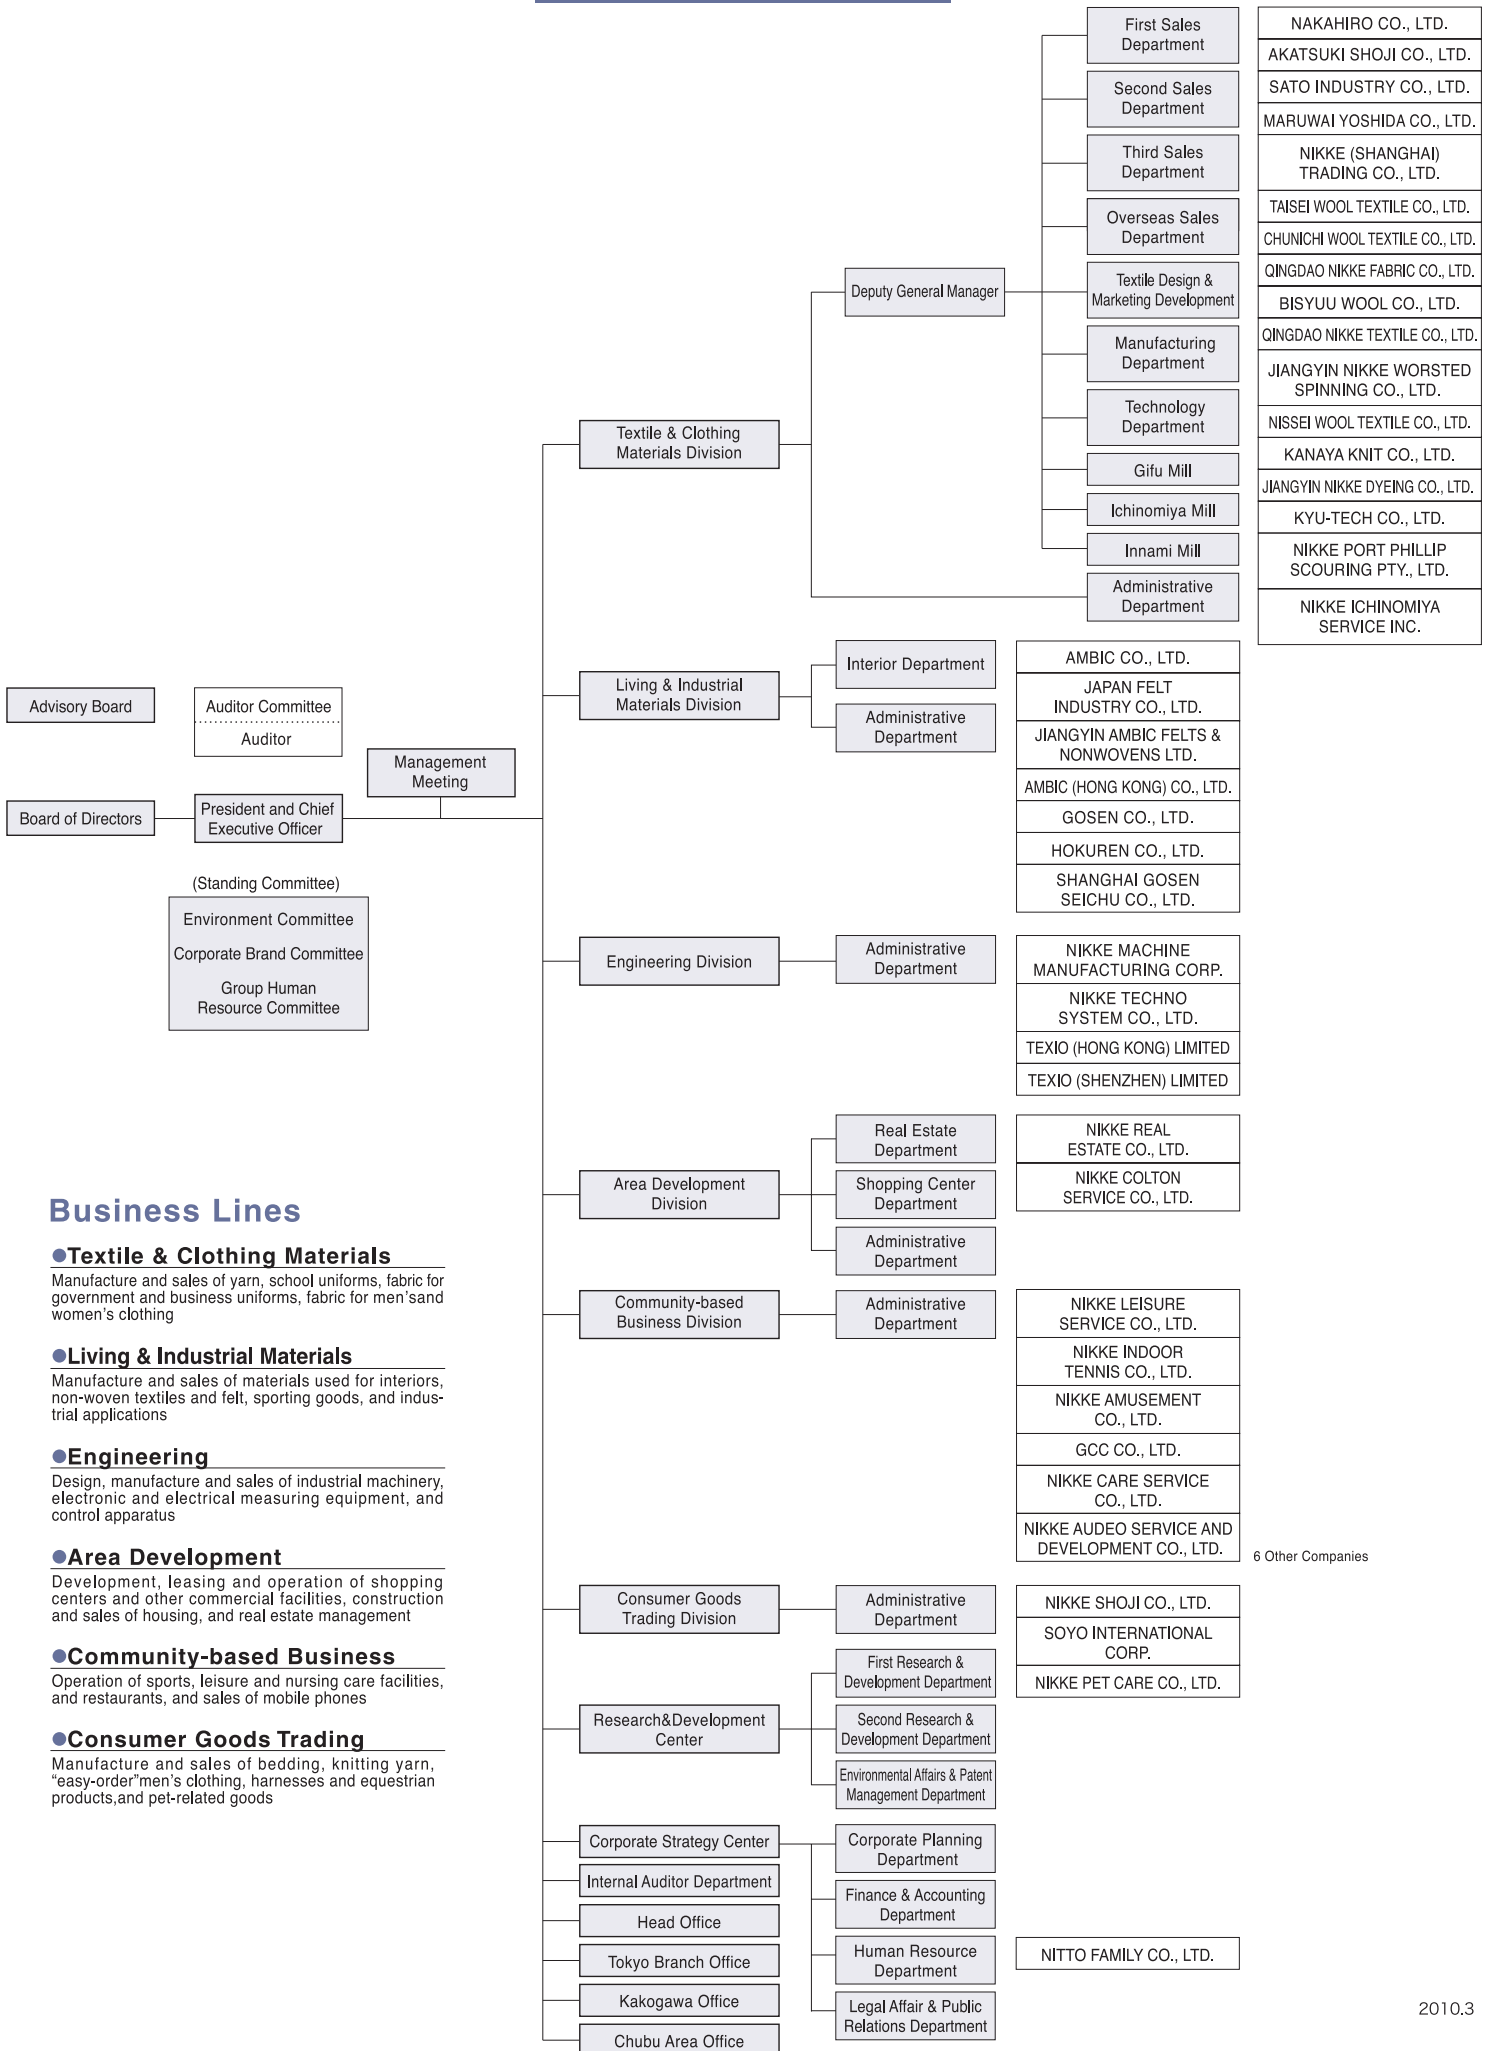 First Sales
Department
Second Sales
Department
Third Sales
Department
Overseas Sales
Department
Textile Design &
Marketing Development
Manufacturing
Department
Technology
Department
Gifu Mill
Ichinomiya Mill
Innami Mill
Administrative
Department
Deputy General Manager
NAKAHIRO CO., LTD.
AKATSUKI SHOJI CO., LTD.
SATO INDUSTRY CO., LTD.
MARUWAI YOSHIDA CO., LTD.
NIKKE (SHANGHAI)
TRADING CO., LTD.
TAISEI WOOL TEXTILE CO., LTD.
CHUNICHI WOOL TEXTILE CO., LTD.
QINGDAO NIKKE FABRIC CO., LTD.
BISYUU WOOL CO., LTD.
QINGDAO NIKKE TEXTILE CO., LTD.
JIANGYIN NIKKE WORSTED
SPINNING CO., LTD.
NISSEI WOOL TEXTILE CO., LTD.
KANAYA KNIT CO., LTD.
JIANGYIN NIKKE DYEING CO., LTD.
KYU-TECH CO., LTD.
NIKKE PORT PHILLIP
SCOURING PTY., LTD.
NIKKE ICHINOMIYA
SERVICE INC.
Textile & Clothing
Materials Division
Living & Industrial
Materials Division
Interior Department
Administrative
Department
AMBIC CO., LTD.
JAPAN FELT
INDUSTRY CO., LTD.
JIANGYIN AMBIC FELTS &
NONWOVENS LTD.
AMBIC (HONG KONG) CO., LTD.
GOSEN CO., LTD.
HOKUREN CO., LTD.
SHANGHAI GOSEN
SEICHU CO., LTD.
Advisory Board
Auditor Committee
Auditor
Management
Meeting
Board of Directors
President and Chief
Executive Officer
(Standing Committee)
Environment Committee
Corporate Brand Committee
Group Human
Resource Committee
Engineering Division
Administrative
Department
NIKKE MACHINE
MANUFACTURING CORP.
NIKKE TECHNO
SYSTEM CO., LTD.
TEXIO (HONG KONG) LIMITED
TEXIO (SHENZHEN) LIMITED
Area Development
Division
Real Estate
Department
Shopping Center
Department
Administrative
Department
NIKKE REAL
ESTATE CO., LTD.
NIKKE COLTON
SERVICE CO., LTD.
Community-based
Business Division
Administrative
Department
NIKKE LEISURE
SERVICE CO., LTD.
NIKKE INDOOR
TENNIS CO., LTD.
NIKKE AMUSEMENT
CO., LTD.
GCC CO., LTD.
NIKKE CARE SERVICE
CO., LTD.
NIKKE AUDEO SERVICE AND
DEVELOPMENT CO., LTD.
6 Other Companies
Consumer Goods
Trading Division
Administrative
Department
NIKKE SHOJI CO., LTD.
SOYO INTERNATIONAL
CORP.
NIKKE PET CARE CO., LTD.
Research&Development
Center
First Research &
Development Department
Second Research &
Development Department
Environmental Affairs & Patent
Management Department
Corporate Strategy Center
Corporate Planning
Department
Finance & Accounting
Department
Human Resource
Department
NITTO FAMILY CO., LTD.
Legal Affair & Public
Relations Department
Internal Auditor Department
Head Office
Tokyo Branch Office
Kakogawa Office
Chubu Area Office
Business Lines
●Textile & Clothing Materials
Manufacture and sales of yarn, school uniforms, fabric for
government and business uniforms, fabric for men'sand
women's clothing
●Living & Industrial Materials
Manufacture and sales of materials used for interiors,
non-woven textiles and felt, sporting goods, and indus-
trial applications
●Engineering
Design, manufacture and sales of industrial machinery,
electronic and electrical measuring equipment, and
control apparatus
●Area Development
Development, leasing and operation of shopping
centers and other commercial facilities, construction
and sales of housing, and real estate management
●Community-based Business
Operation of sports, leisure and nursing care facilities,
and restaurants, and sales of mobile phones
●Consumer Goods Trading
Manufacture and sales of bedding, knitting yarn,
“easy-order”men's clothing, harnesses and equestrian
products,and pet-related goods
2010.3